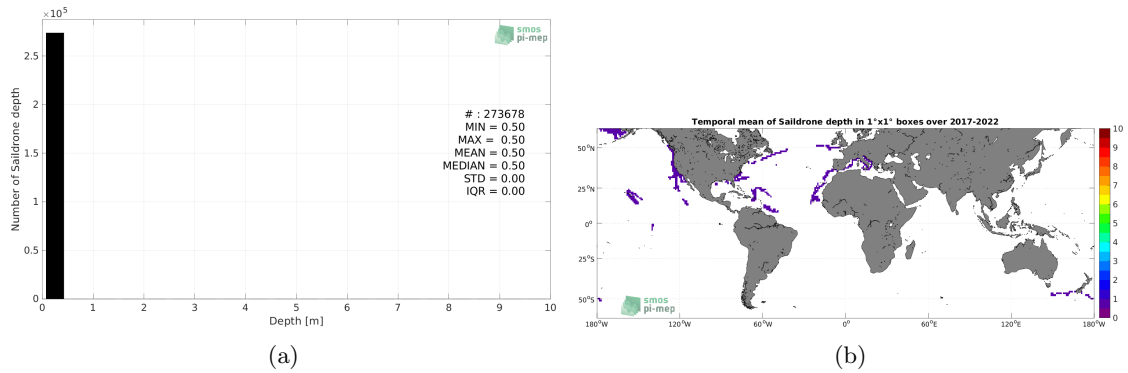 ×10⁵
2.5
2
1.5
1
0.5
0
0 1 2 3 4 5 6 7 8 9 10
Number of Saildrone depth
Depth [m]
smos
pi-mep
# : 273678
MIN = 0.50
MAX = 0.50
MEAN = 0.50
MEDIAN = 0.50
STD = 0.00
IQR = 0.00
(a)
Temporal mean of Saildrone depth in 1°x1° boxes over 2017-2022
50°N
25°N
0°
25°S
50°S
180°W 120°W 60°W 0° 60°E 120°E 180°W
smos
pi-mep
10
9
8
7
6
5
4
3
2
1
0
(b)